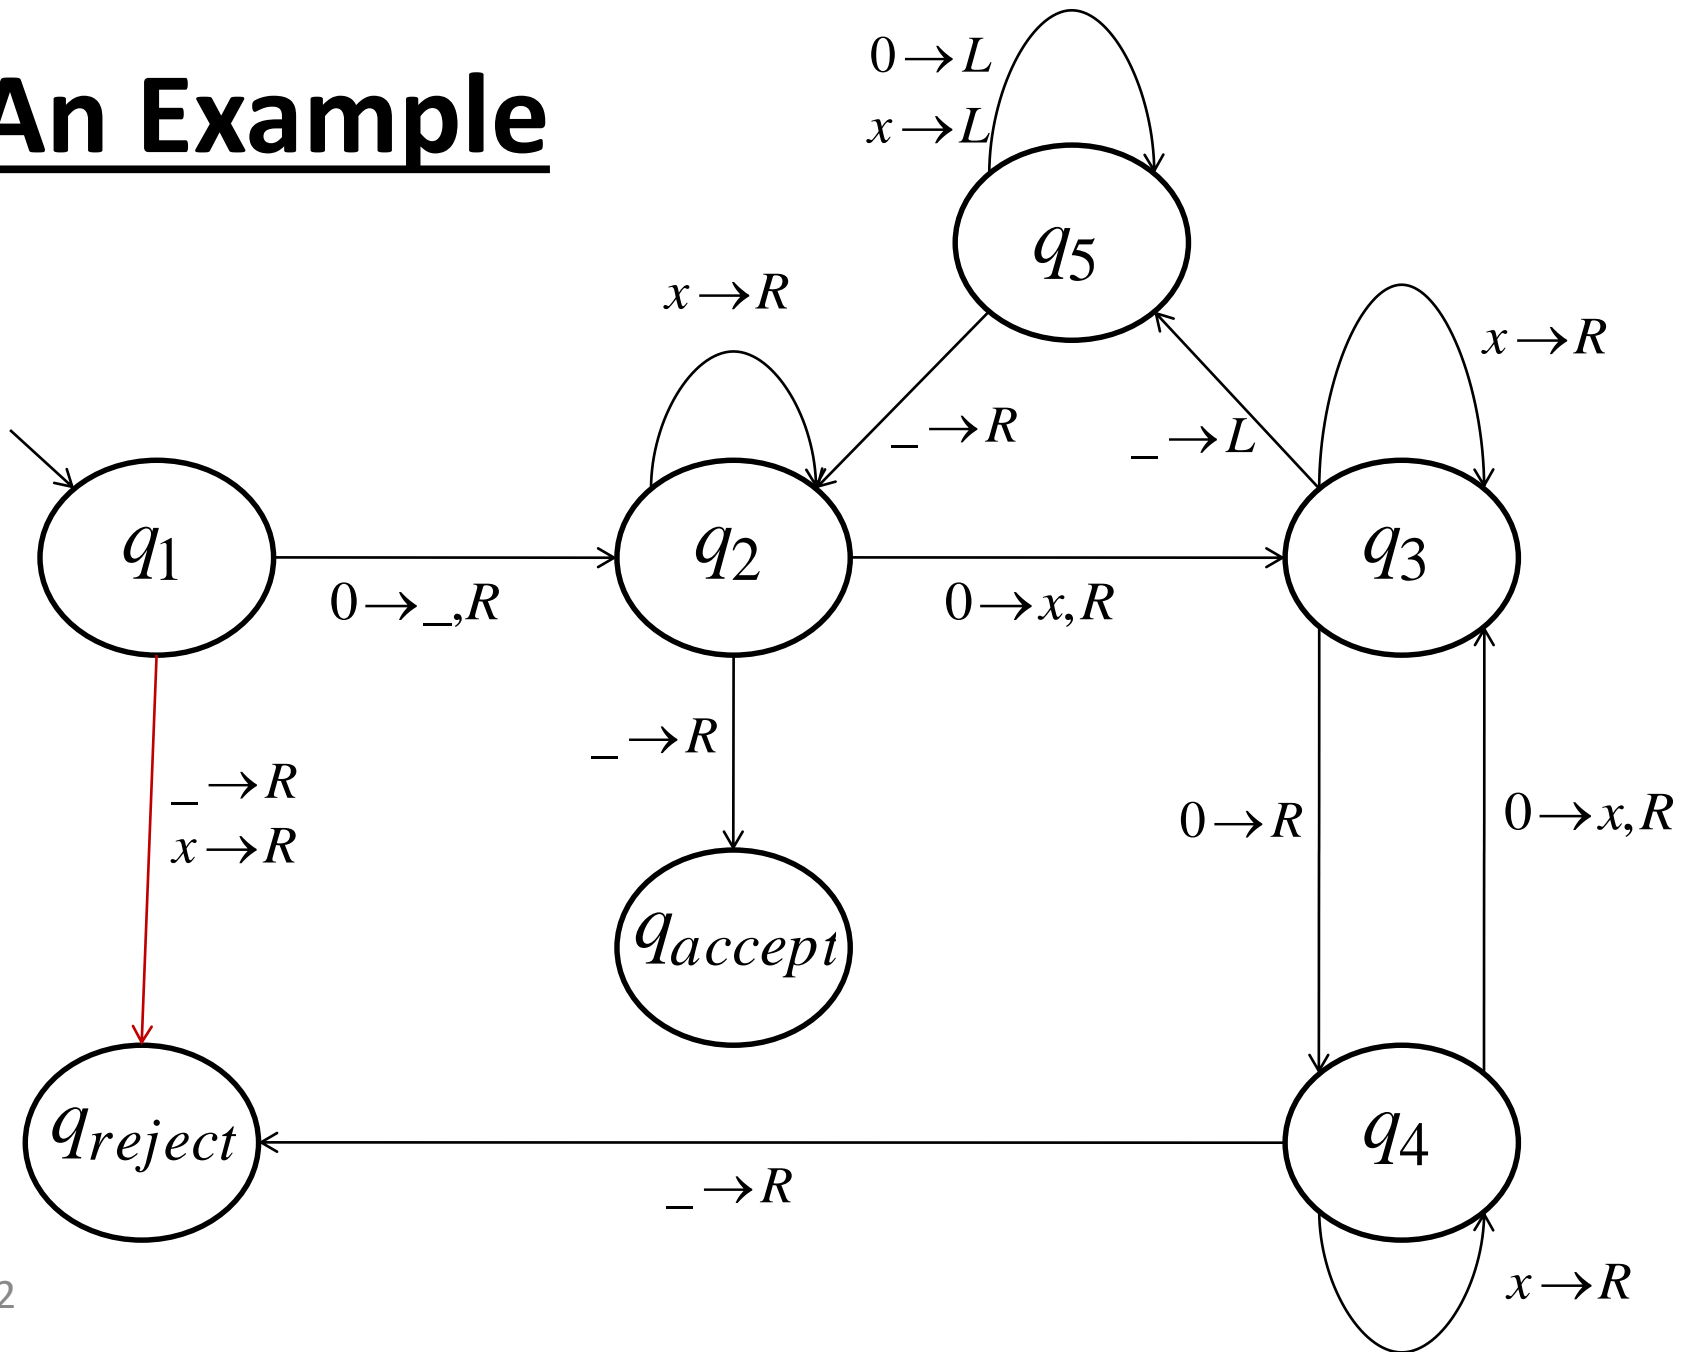 An Example
0→L
x→L
q5
x→R
x→R
_→R
_→L
q1
q2
q3
0→_,R
0→x,R
_→R
_→R
x→R
0→R
0→x,R
qaccept
qreject
q4
_→R
x→R
2